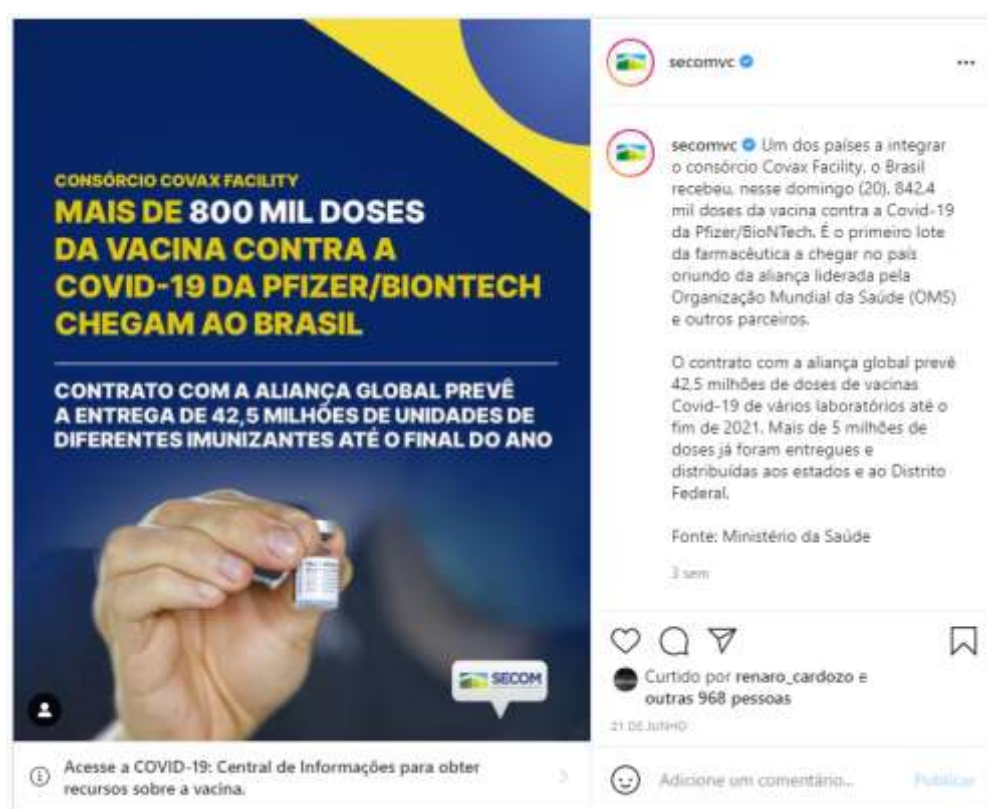 CONSÓRCIO COVAX FACILITY
MAIS DE 800 MIL DOSES
DA VACINA CONTRA A
COVID-19 DA PFIZER/BIONTECH
CHEGAM AO BRASIL
CONTRATO COM A ALIANÇA GLOBAL PREVÊ
A ENTREGA DE 42,5 MILHÕES DE UNIDADES DE
DIFERENTES IMUNIZANTES ATÉ O FINAL DO ANO
SECOM
Acesse a COVID-19: Central de Informações para obter
recursos sobre a vacina.
secomvc
secomvc Um dos países a integrar
o consórcio Covax Facility, o Brasil
recebeu, nesse domingo (20), 842,4
mil doses da vacina contra a Covid-19
da Pfizer/BioNTech. É o primeiro lote
da farmacêutica a chegar no país
oriundo da aliança liderada pela
Organização Mundial da Saúde (OMS)
e outros parceiros.
O contrato com a aliança global prevê
42,5 milhões de doses de vacinas
Covid-19 de vários laboratórios até o
fim de 2021. Mais de 5 milhões de
doses já foram entregues e
distribuídas aos estados e ao Distrito
Federal.
Fonte: Ministério da Saúde
3 sem
Curtido por renaro_cardozo e
outras 968 pessoas
21 DE JUNHO
Adicione um comentário...
Publicar